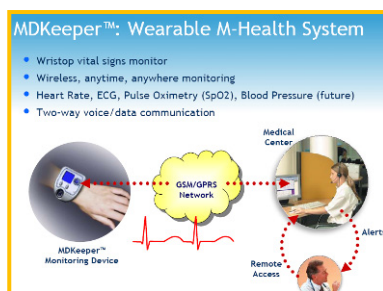 MDKeeper™: Wearable M-Health System
Wristop vital signs monitor
Wireless, anytime, anywhere monitoring
Heart Rate, ECG, Pulse Oximetry (SpO2), Blood Pressure (future)
Two-way voice/data communication
Medical
Center
GSM/GPRS
Network
MDKeeper™
Monitoring Device
Alert
Remote
Access